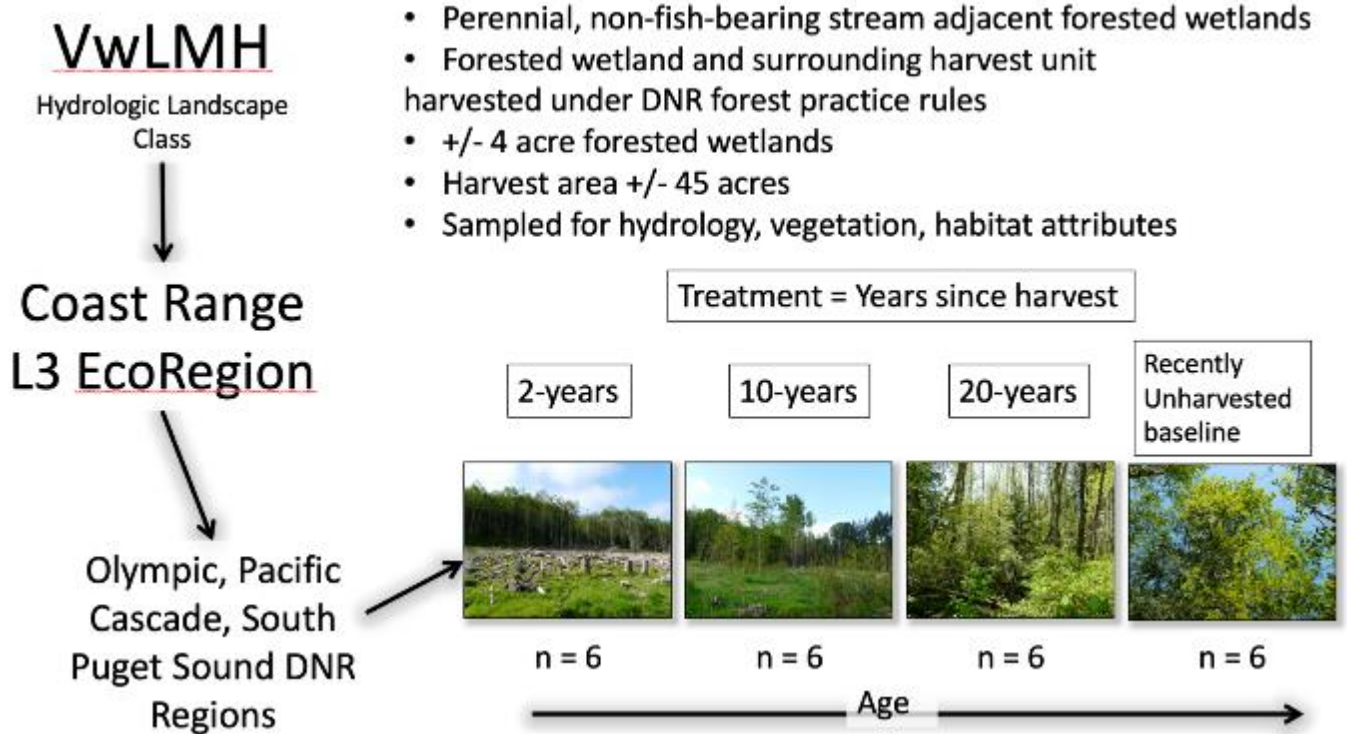 VwLMH
Hydrologic Landscape
Class
Coast Range
L3 EcoRegion
Olympic, Pacific
Cascade, South
Puget Sound DNR
Regions
• Perennial, non-fish-bearing stream adjacent forested wetlands
• Forested wetland and surrounding harvest unit
harvested under DNR forest practice rules
• +/- 4 acre forested wetlands
• Harvest area +/- 45 acres
• Sampled for hydrology, vegetation, habitat attributes
Treatment = Years since harvest
2-years
10-years
20-years
Recently
Unharvested
baseline
n = 6
n = 6
n = 6
n = 6
Age